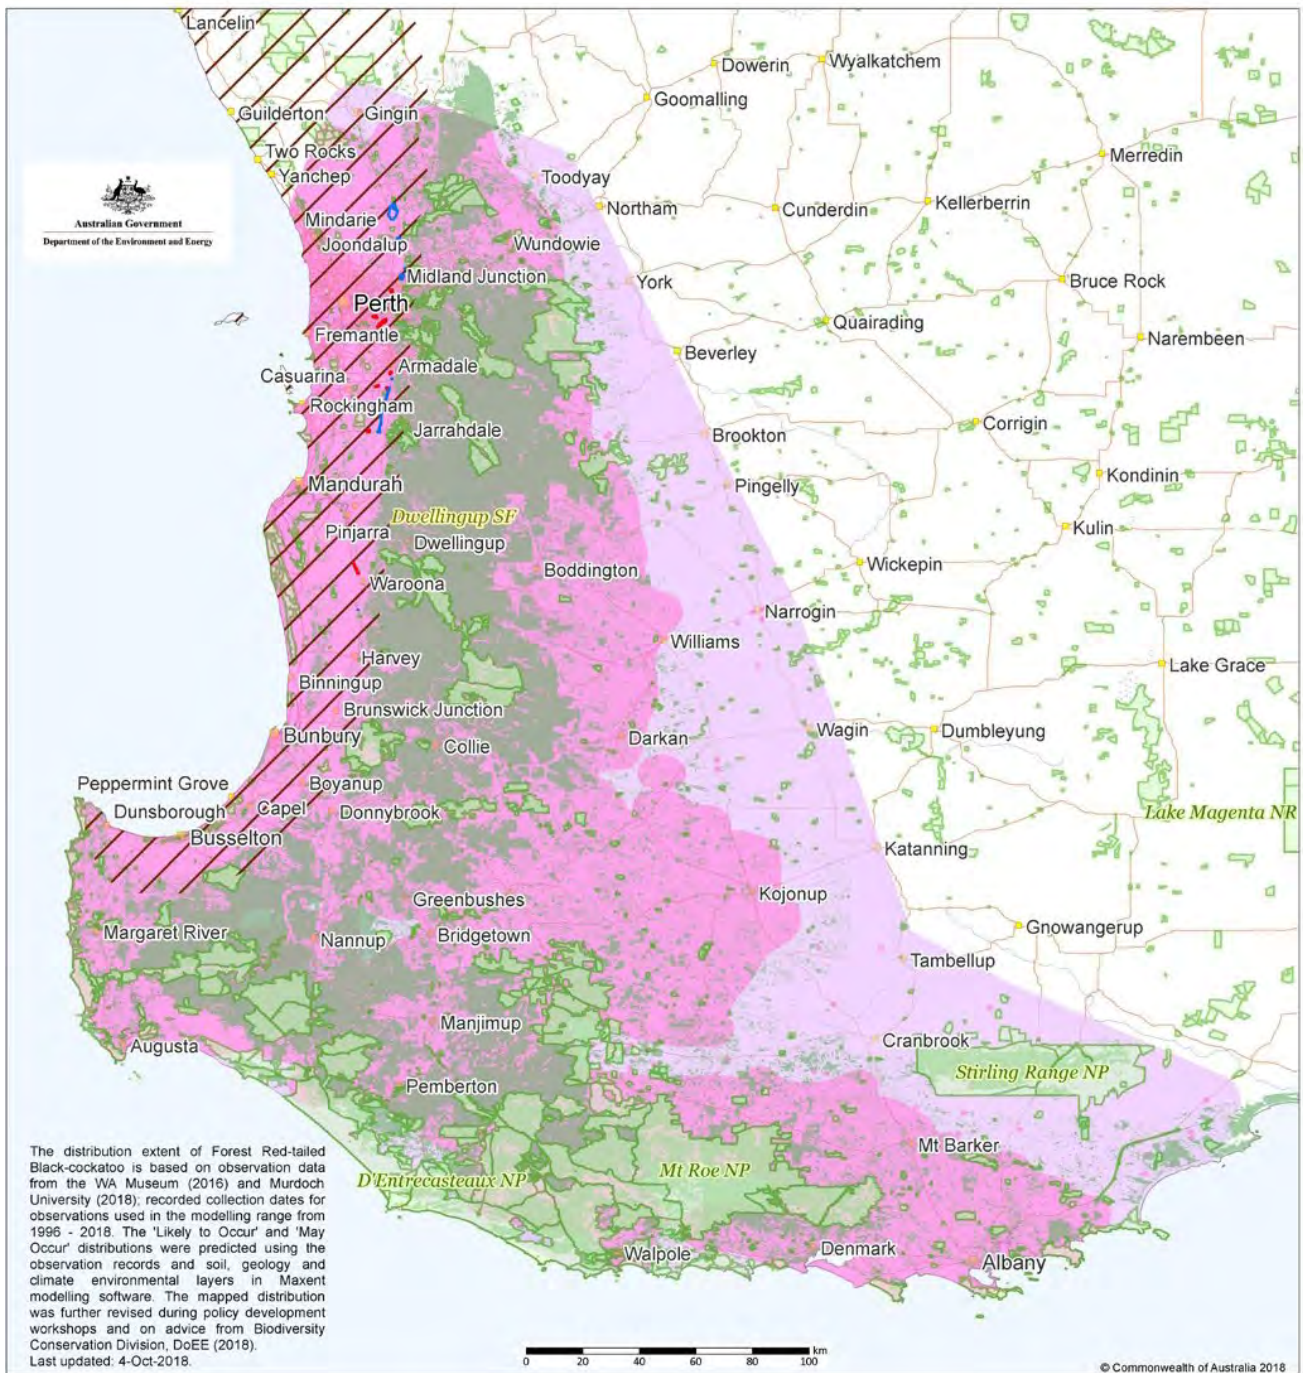 Lancelin
Dowerin
Wyalkatchem
Goomalling
Guilderton
Gingin
Two Rocks
Yanchep
Merredin
Toodyay
Northam
Cunderdin
Kellerberrin
Australian Government
Department of the Environment and Energy
Mindarie
Joondalup
Wundowie
Midland Junction
York
Bruce Rock
Perth
Quairading
Fremantle
Narembeen
Beverley
Armadale
Casuarina
Rockingham
Jarrahdale
Brookton
Corrigin
Mandurah
Pingelly
Kondinin
Dwellingup SF
Pinjarra
Dwellingup
Kulin
Boddington
Waroona
Wickepin
Narrogin
Williams
Harvey
Lake Grace
Binningup
Brunswick Junction
Bunbury
Collie
Darkan
Wagin
Dumbleyung
Peppermint Grove
Boyanup
Dunsborough
Capel
Donnybrook
Lake Magenta NR
Busselton
Katanning
Greenbushes
Kojonup
Margaret River
Nannup
Bridgetown
Gnowangerup
Tambellup
Manjimup
Augusta
Cranbrook
Stirling Range NP
Pemberton
Mt Barker
Mt Roe NP
D'Entrecasteaux NP
Walpole
Denmark
Albany
The distribution extent of Forest Red-tailed
Black-cockatoo is based on observation data
from the WA Museum (2016) and Murdoch
University (2018); recorded collection dates for
observations used in the modelling range from
1996 - 2018. The 'Likely to Occur' and 'May
Occur' distributions were predicted using the
observation records and soil, geology and
climate environmental layers in Maxent
modelling software. The mapped distribution
was further revised during policy development
workshops and on advice from Biodiversity
Conservation Division, DoEE (2018).
Last updated: 4-Oct-2018.
km
0 20 40 60 80 100
© Commonwealth of Australia 2018